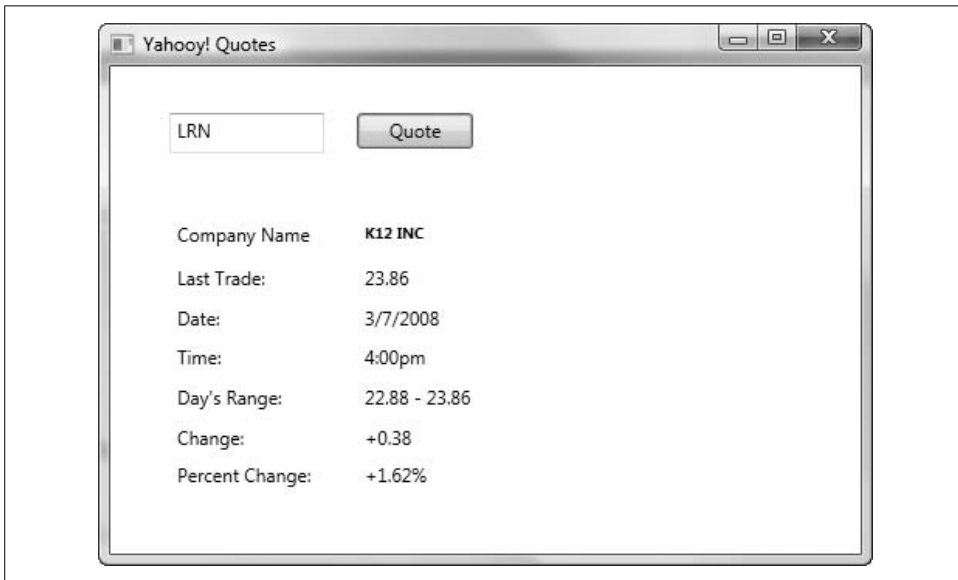 Yahooy! Quotes
LRN
Quote
Company Name K12 INC
Last Trade: 23.86
Date: 3/7/2008
Time: 4:00pm
Day's Range: 22.88 - 23.86
Change: +0.38
Percent Change: +1.62%